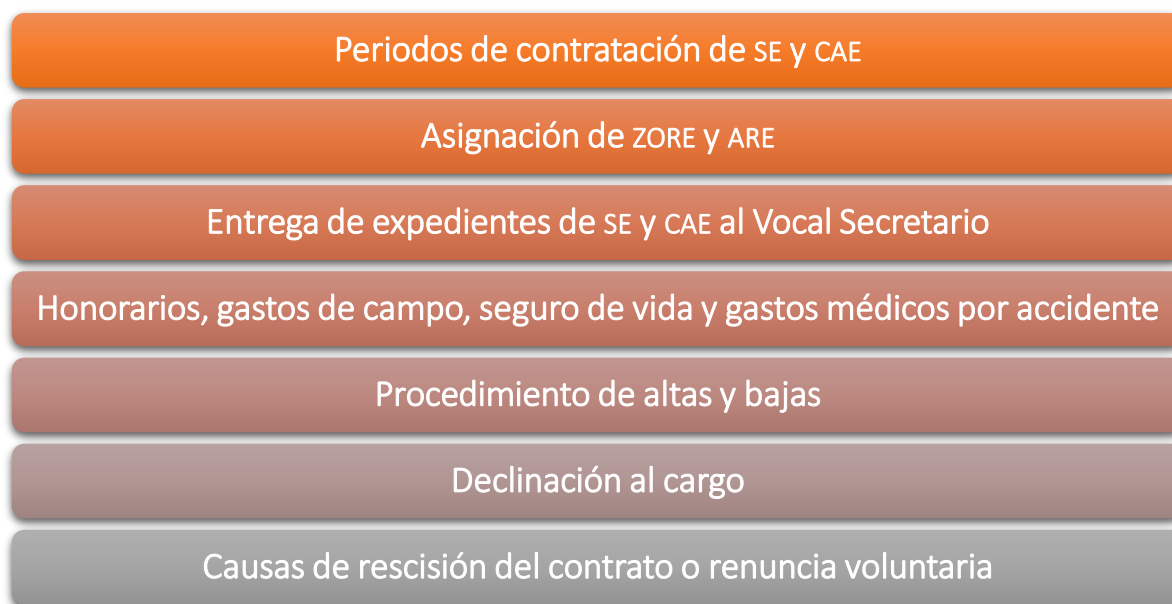 Periodos de contratación de SE y CAE
Asignación de ZORE y ARE
Entrega de expedientes de SE y CAE al Vocal Secretario
Honorarios, gastos de campo, seguro de vida y gastos médicos por accidente
Procedimiento de altas y bajas
Declinación al cargo
Causas de rescisión del contrato o renuncia voluntaria